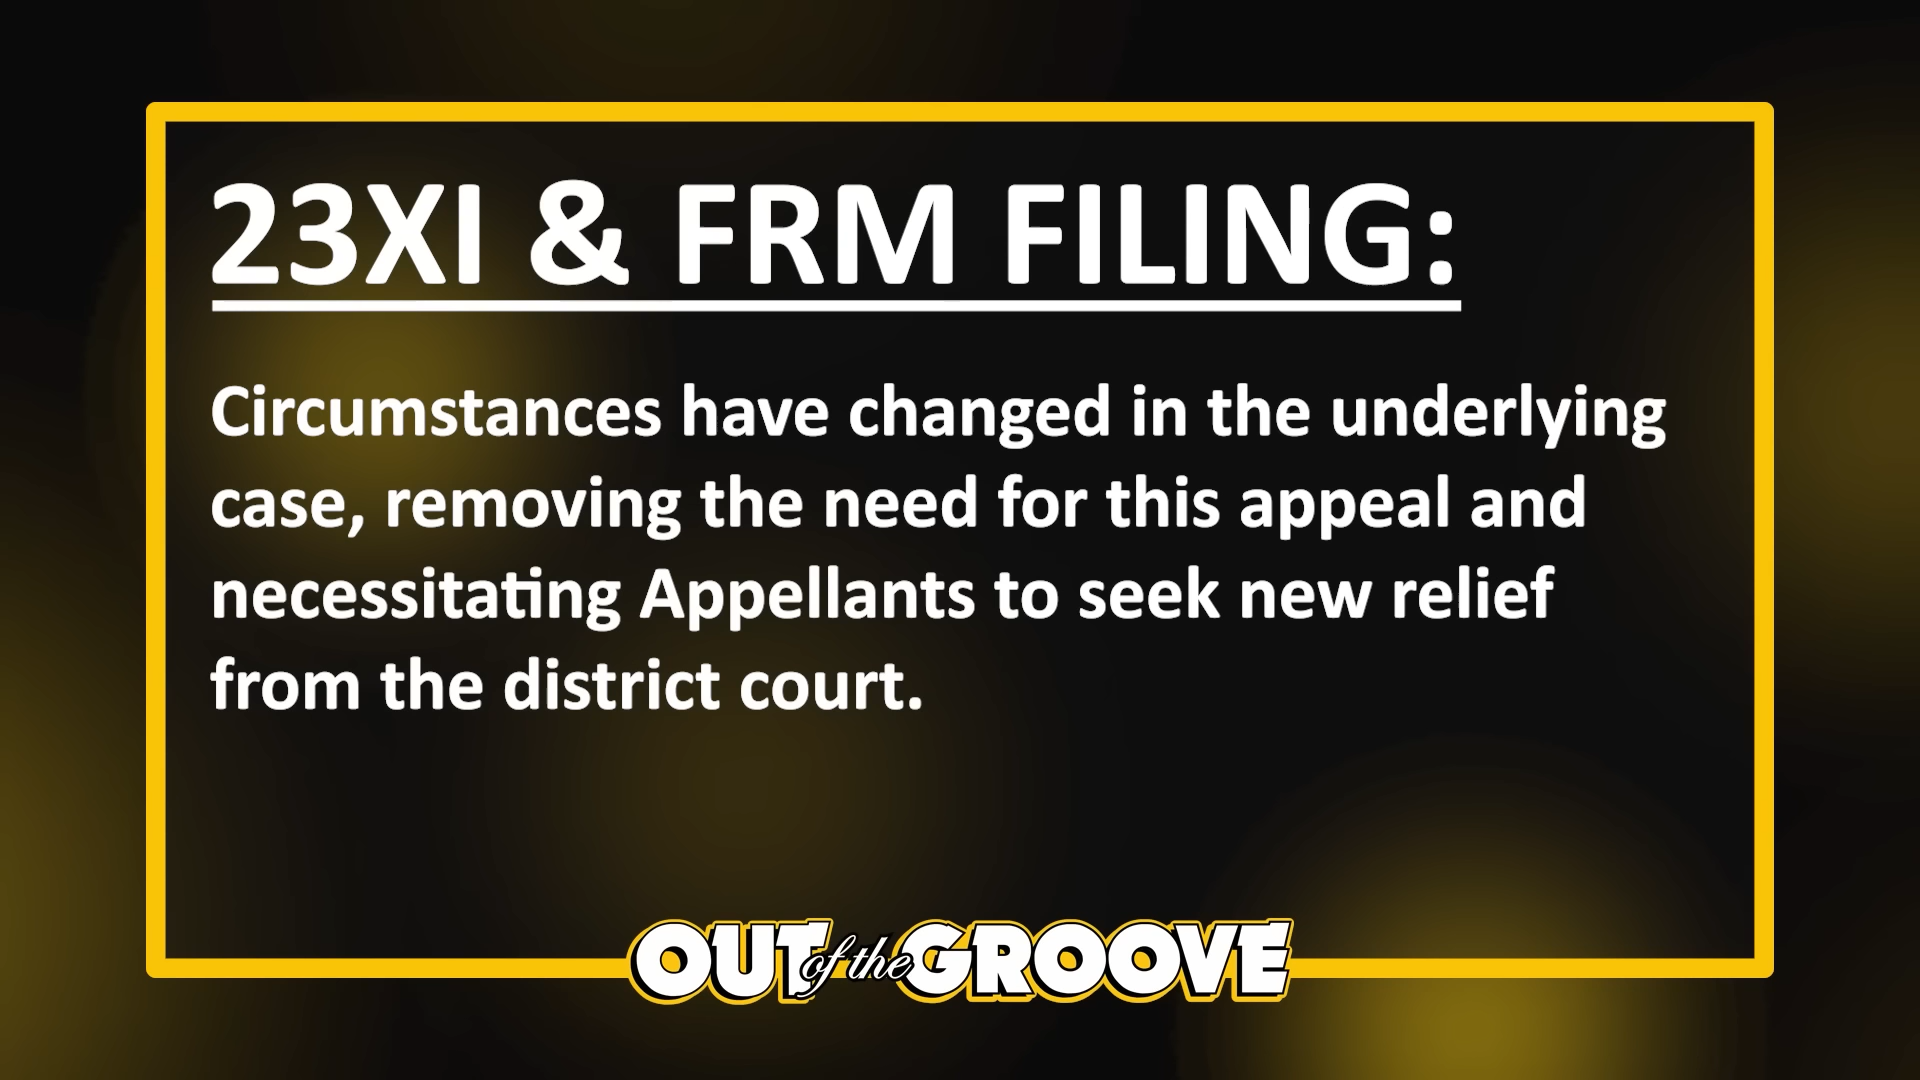 23XI & FRM FILING:
Circumstances have changed in the underlying
case, removing the need for this appeal and
necessitating Appellants to seek new relief
from the district court.
OUT of the GROOVE